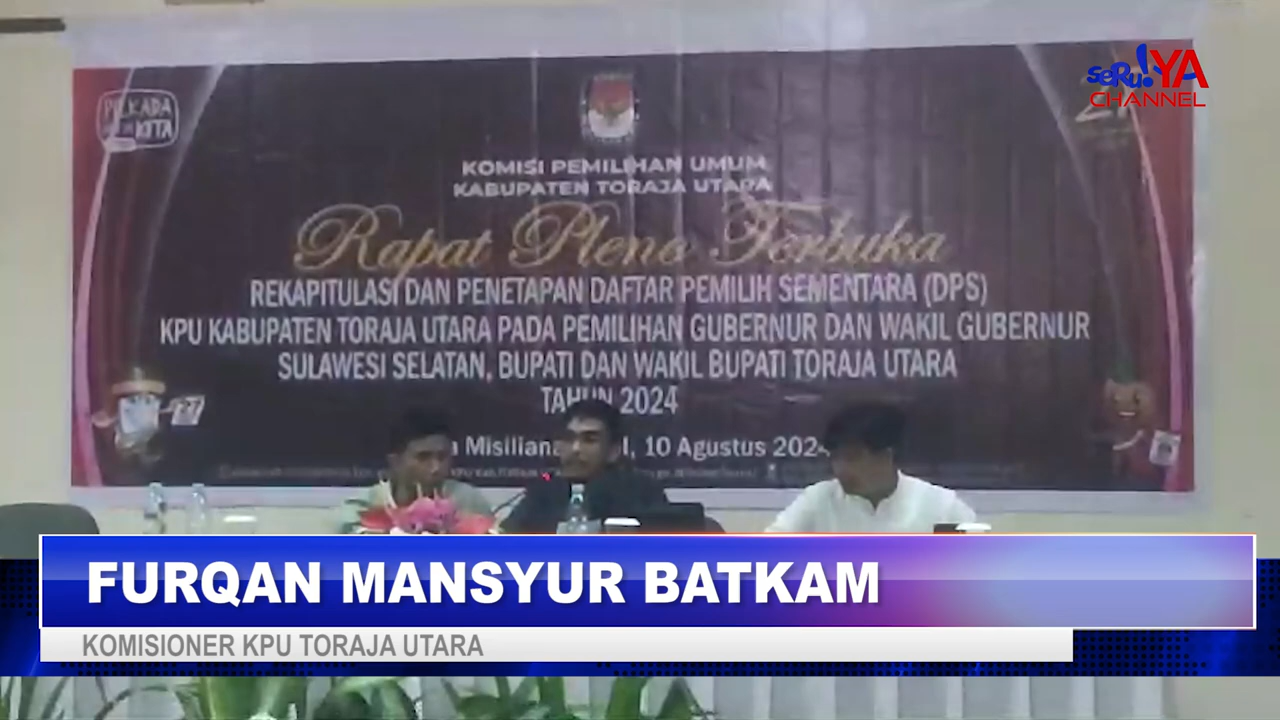 seRu!YA
CHANNEL
PILKADA
KITA
KOMISI PEMILIHAN UMUM
KABUPATEN TORAJA UTARA
Rapat Pleno Terbuka
REKAPITULASI DAN PENETAPAN DAFTAR PEMILIH SEMENTARA (DPS)
KPU KABUPATEN TORAJA UTARA PADA PEMILIHAN GUBERNUR DAN WAKIL GUBERNUR
SULAWESI SELATAN, BUPATI DAN WAKIL BUPATI TORAJA UTARA
TAHUN 2024
Misiliana 10 Agustus 2024
FURQAN MANSYUR BATKAM
KOMISIONER KPU TORAJA UTARA